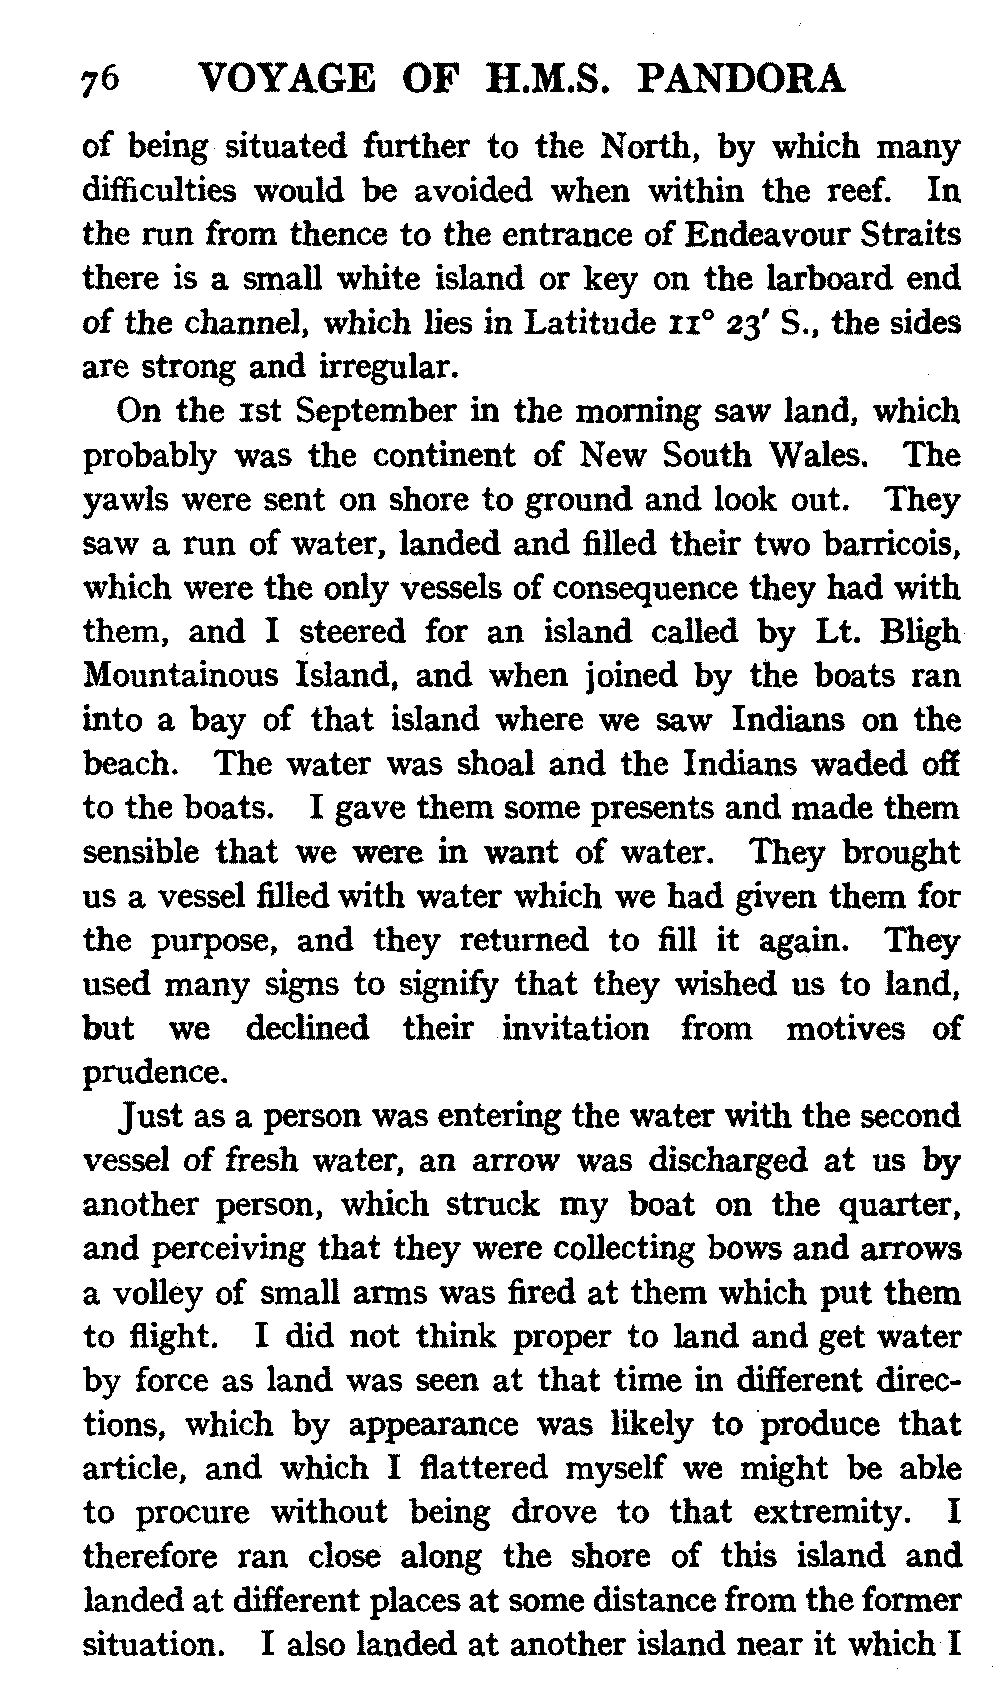 76 VOYAGE OF H.M.S. PANDORA
of being situated further to the North, by which many
difficulties would be avoided when within the reef. In
the run from thence to the entrance of Endeavour Straits
there is a small white island or key on the larboard end
of the channel, which lies in Latitude 11° 23′ S., the sides
are strong and irregular.
On the 1st September in the morning saw land, which
probably was the continent of New South Wales. The
yawls were sent on shore to ground and look out. They
saw a run of water, landed and filled their two barricois,
which were the only vessels of consequence they had with
them, and I steered for an island called by Lt. Bligh
Mountainous Island, and when joined by the boats ran
into a bay of that island where we saw Indians on the
beach. The water was shoal and the Indians waded off
to the boats. I gave them some presents and made them
sensible that we were in want of water. They brought
us a vessel filled with water which we had given them for
the purpose, and they returned to fill it again. They
used many signs to signify that they wished us to land,
but we declined their invitation from motives of
prudence.
Just as a person was entering the water with the second
vessel of fresh water, an arrow was discharged at us by
another person, which struck my boat on the quarter,
and perceiving that they were collecting bows and arrows
a volley of small arms was fired at them which put them
to flight. I did not think proper to land and get water
by force as land was seen at that time in different direc-
tions, which by appearance was likely to produce that
article, and which I flattered myself we might be able
to procure without being drove to that extremity. I
therefore ran close along the shore of this island and
landed at different places at some distance from the former
situation. I also landed at another island near it which I